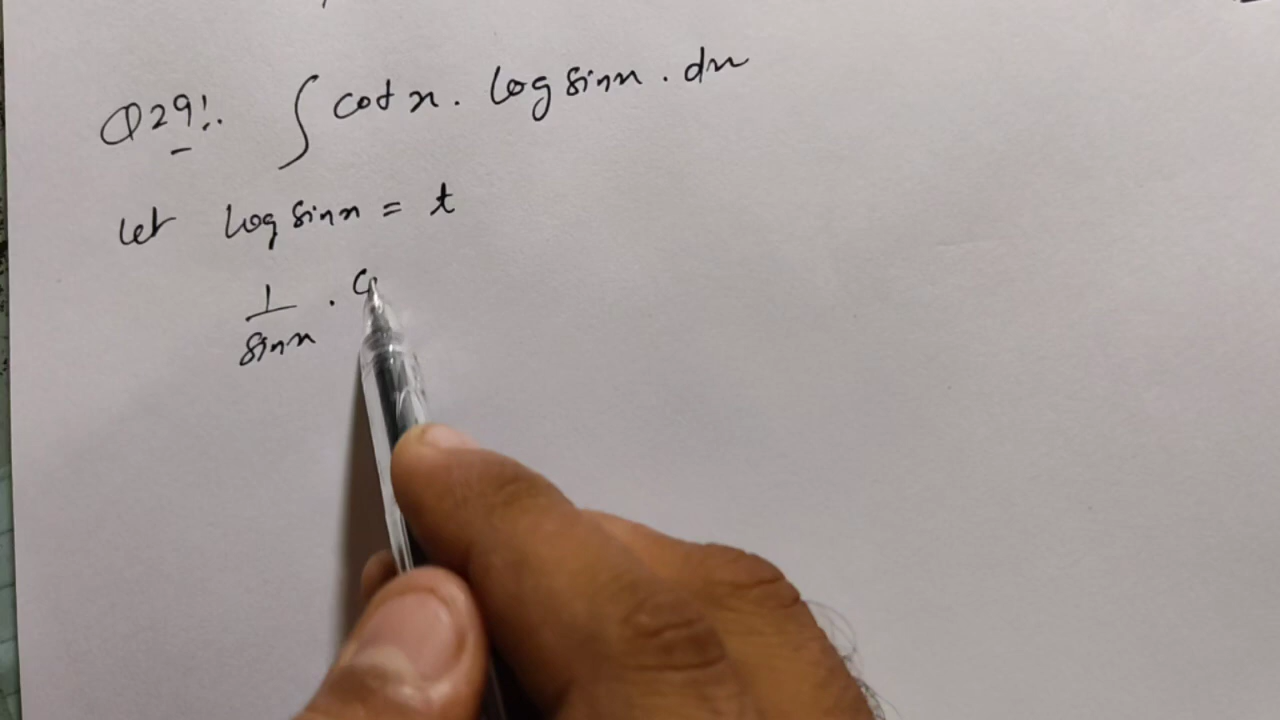 Q29:. ∫ cot x . log sin x . dx
let log sin x = t
1/sin x . c